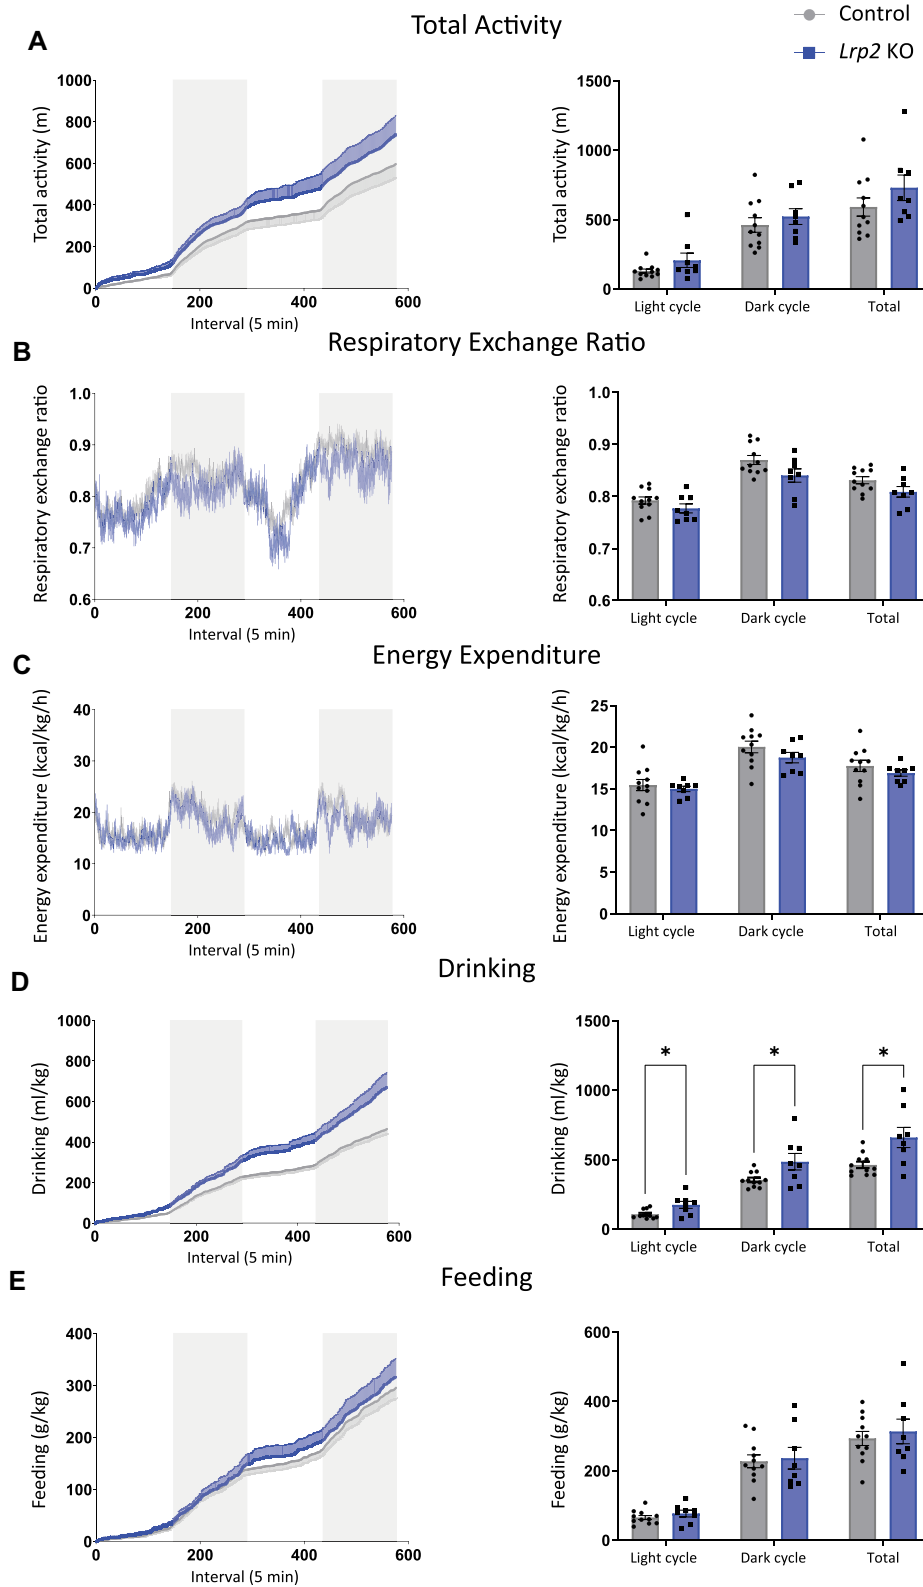 Total Activity
Control
Lrp2 KO
A
Total activity (m)
1000
800
600
400
200
0
0 200 400 600
Interval (5 min)
Total activity (m)
1500
1000
500
0
Light cycle Dark cycle Total
Respiratory Exchange Ratio
B
Respiratory exchange ratio
1.0
0.9
0.8
0.7
0.6
0 200 400 600
Interval (5 min)
Respiratory exchange ratio
1.0
0.9
0.8
0.7
0.6
Light cycle Dark cycle Total
Energy Expenditure
C
Energy expenditure (kcal/kg/h)
40
30
20
10
0
0 200 400 600
Interval (5 min)
Energy expenditure (kcal/kg/h)
25
20
15
10
5
0
Light cycle Dark cycle Total
Drinking
D
Drinking (ml/kg)
1000
800
600
400
200
0
0 200 400 600
Interval (5 min)
Drinking (ml/kg)
1500
1000
500
0
* * *
Light cycle Dark cycle Total
Feeding
E
Feeding (g/kg)
400
300
200
100
0
0 200 400 600
Interval (5 min)
Feeding (g/kg)
600
400
200
0
Light cycle Dark cycle Total